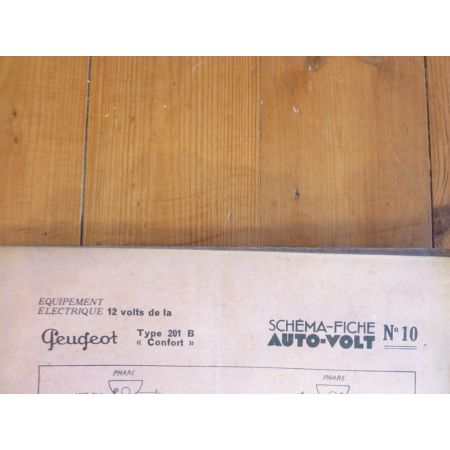 EQUIPEMENT
ELECTRIQUE 12 volts de la
Peugeot Type 201 B
« Confort »
SCHÉMA-FICHE
AUTO-VOLT N° 10
PHARE
PHARE